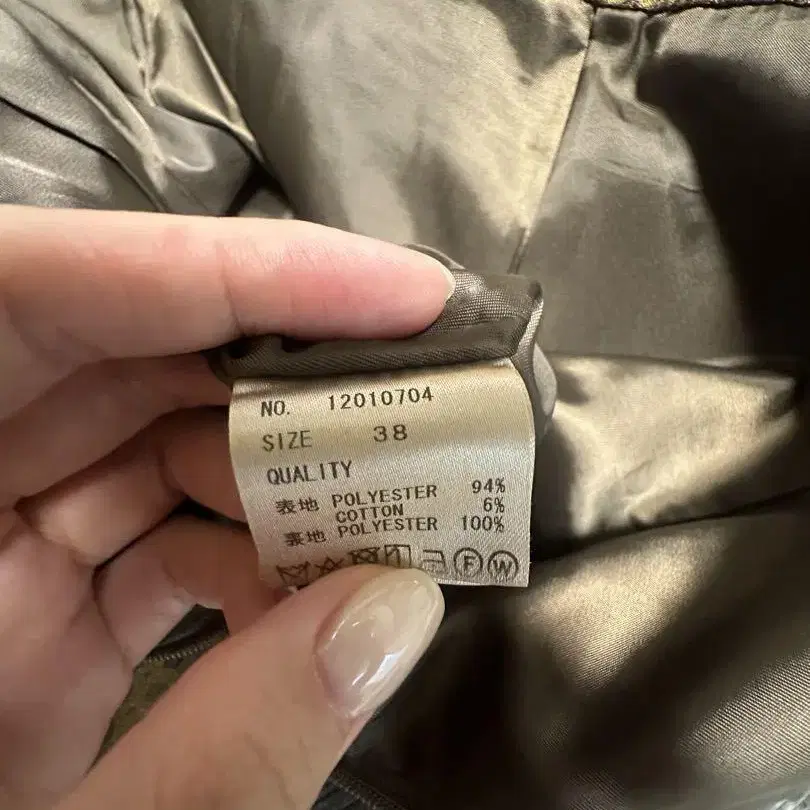 NO. 12010704
SIZE 38
QUALITY
表地 POLYESTER 94%
COTTON 6%
裏地 POLYESTER 100%
F W